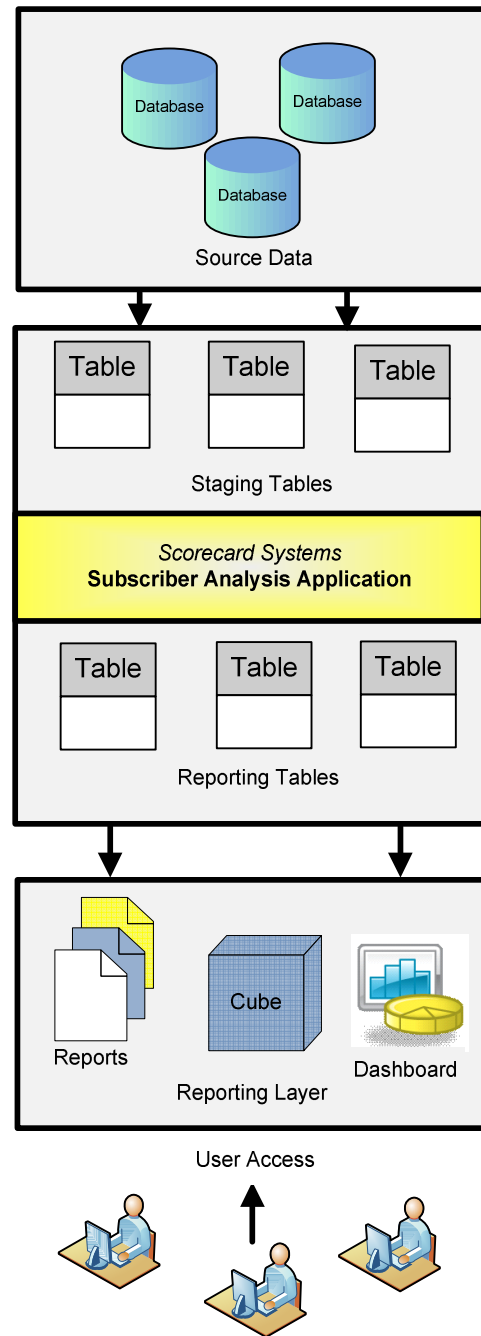 Database
Database
Database
Source Data
Table
Table
Table
Staging Tables
Scorecard Systems
Subscriber Analysis Application
Table
Table
Table
Reporting Tables
Reports
Cube
Dashboard
Reporting Layer
User Access